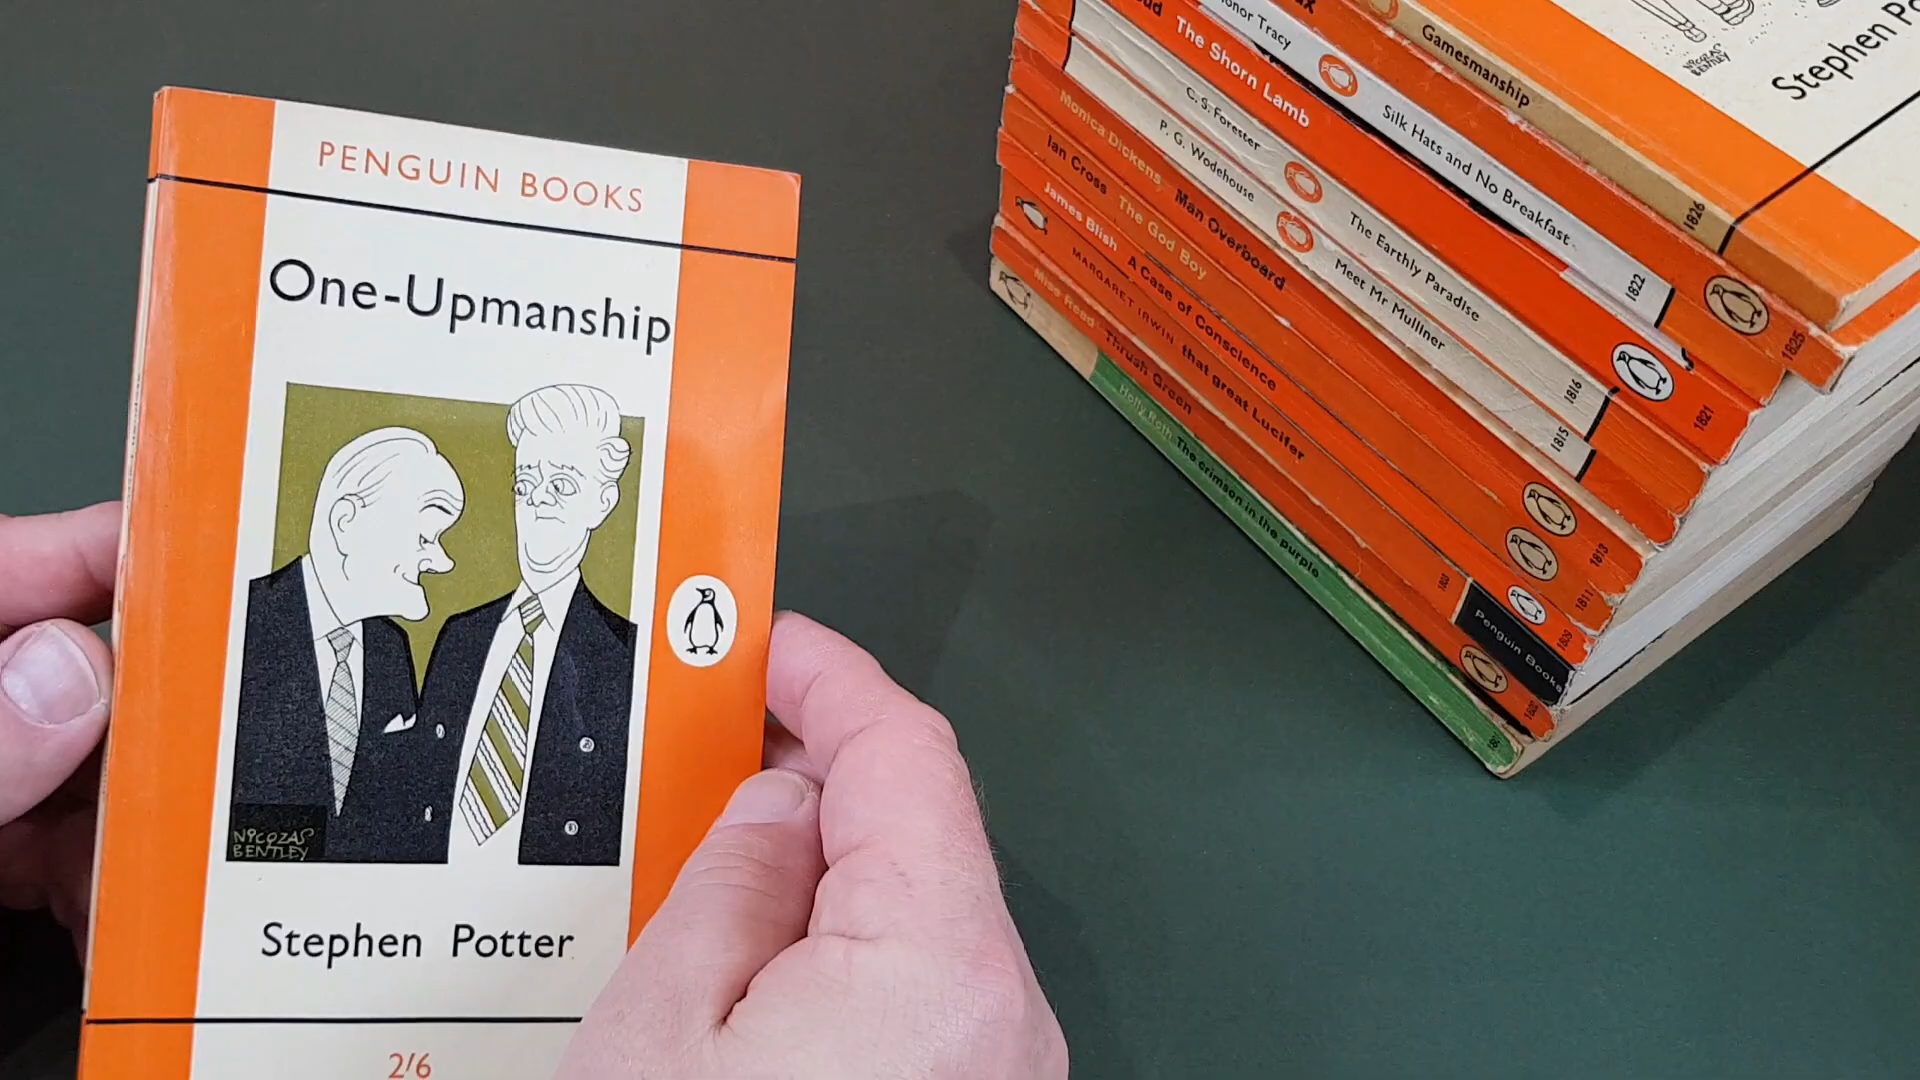 PENGUIN BOOKS
One-Upmanship
NICOLAS
BENTLEY
Stephen Potter
2/6
NICOLAS
BENTLEY
Gamesmanship 1826
1825
Tracy Silk Hats and No Breakfast 1822
The Shorn Lamb 1821
C. S. Forester The Earthly Paradise 1816
P. G. Wodehouse Meet Mr Mulliner 1815
Monica Dickens Man Overboard 1813
Ian Cross The God Boy 1811
James Blish A Case of Conscience 1809
MARGARET IRWIN that great Lucifer Penguin Books
Miss Read Thrush Green
Holly Roth The crimson in the purple